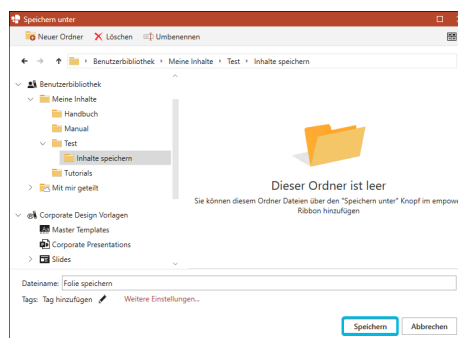 Speichern unter
Neuer Ordner Löschen Umbenennen
Benutzerbibliothek Meine Inhalte Test Inhalte speichern
Benutzerbibliothek
Meine Inhalte
Handbuch
Manual
Test
Inhalte speichern
Tutorials
Mit mir geteilt
Corporate Design Vorlagen
Master Templates
Corporate Presentations
Slides
Dieser Ordner ist leer
Sie können diesem Ordner Dateien über den "Speichern unter" Knopf im empowe
Ribbon hinzufügen
Dateiname: Folie speichern
Tags: Tag hinzufügen Weitere Einstellungen...
Speichern Abbrechen